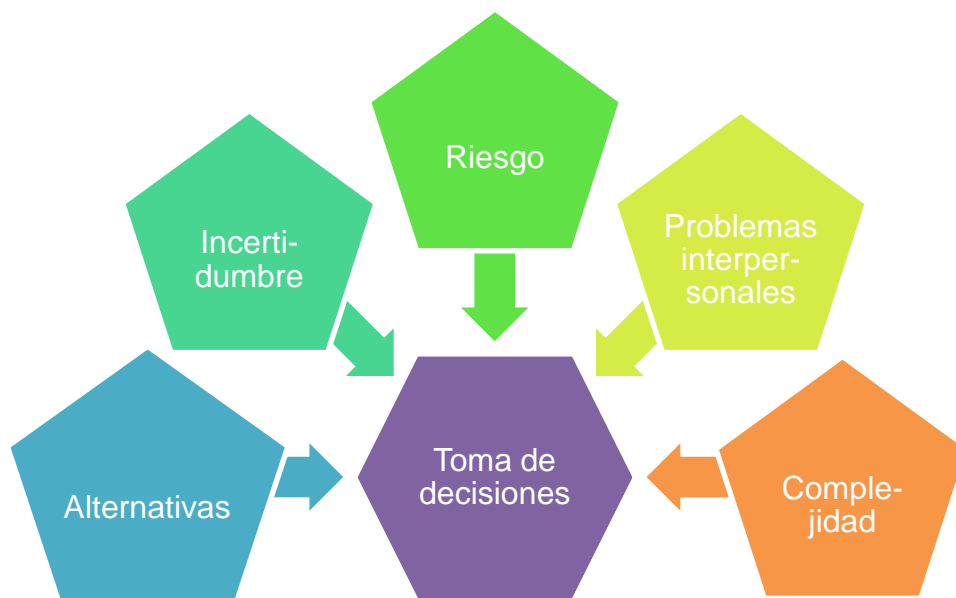 Riesgo
Incerti-
dumbre
Problemas
interper-
sonales
Alternativas
Toma de
decisiones
Comple-
jidad